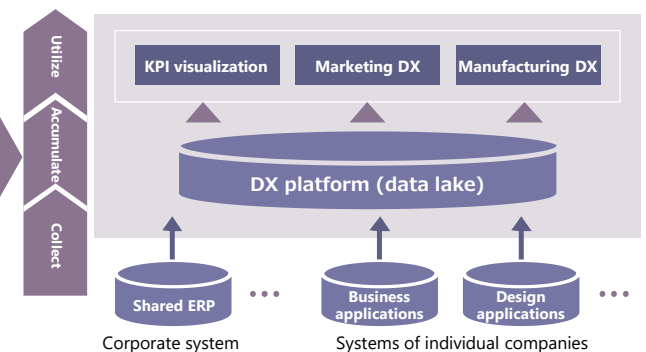 Utilize
Accumulate
Collect
KPI visualization
Marketing DX
Manufacturing DX
DX platform (data lake)
Shared ERP
•••
Business
applications
Design
applications
•••
Corporate system
Systems of individual companies